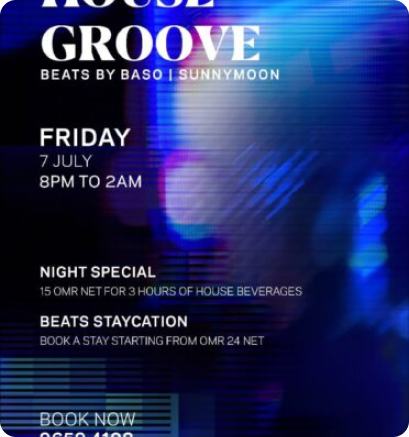 HOUSE
GROOVE
BEATS BY BASO | SUNNYMOON
FRIDAY
7 JULY
8PM TO 2AM
NIGHT SPECIAL
15 OMR NET FOR 3 HOURS OF HOUSE BEVERAGES
BEATS STAYCATION
BOOK A STAY STARTING FROM OMR 24 NET
BOOK NOW